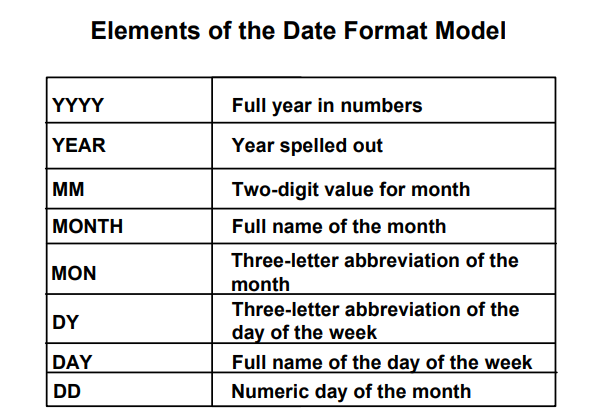 Elements of the Date Format Model
YYYY Full year in numbers
YEAR Year spelled out
MM Two-digit value for month
MONTH Full name of the month
MON Three-letter abbreviation of the
month
DY Three-letter abbreviation of the
day of the week
DAY Full name of the day of the week
DD Numeric day of the month